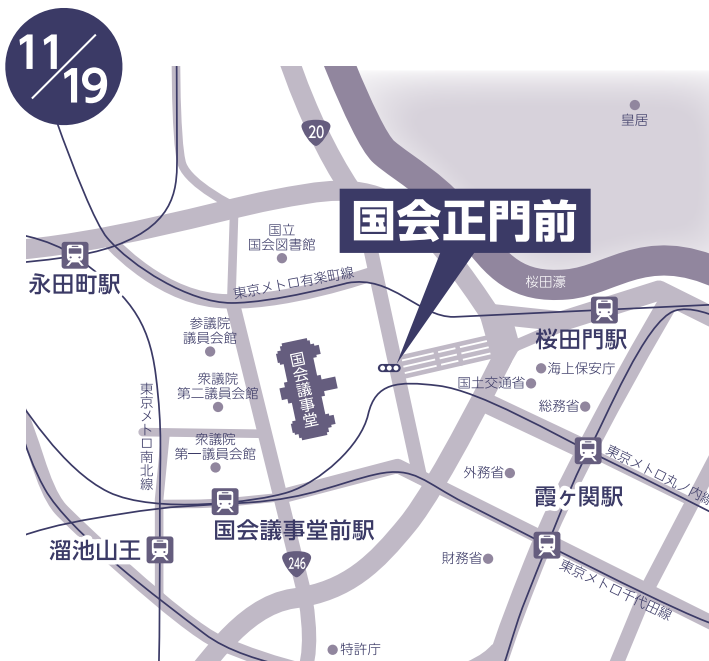 11/19
20
皇居
国会正門前
国立
国会図書館
桜田濠
永田町駅
東京メトロ有楽町線
参議院
議員会館
桜田門駅
国会議事堂
海上保安庁
衆議院
第二議員会館
国土交通省
総務省
東京メトロ南北線
衆議院
第一議員会館
外務省
東京メトロ丸ノ内線
霞ヶ関駅
国会議事堂前駅
溜池山王
246
財務省
東京メトロ千代田線
特許庁